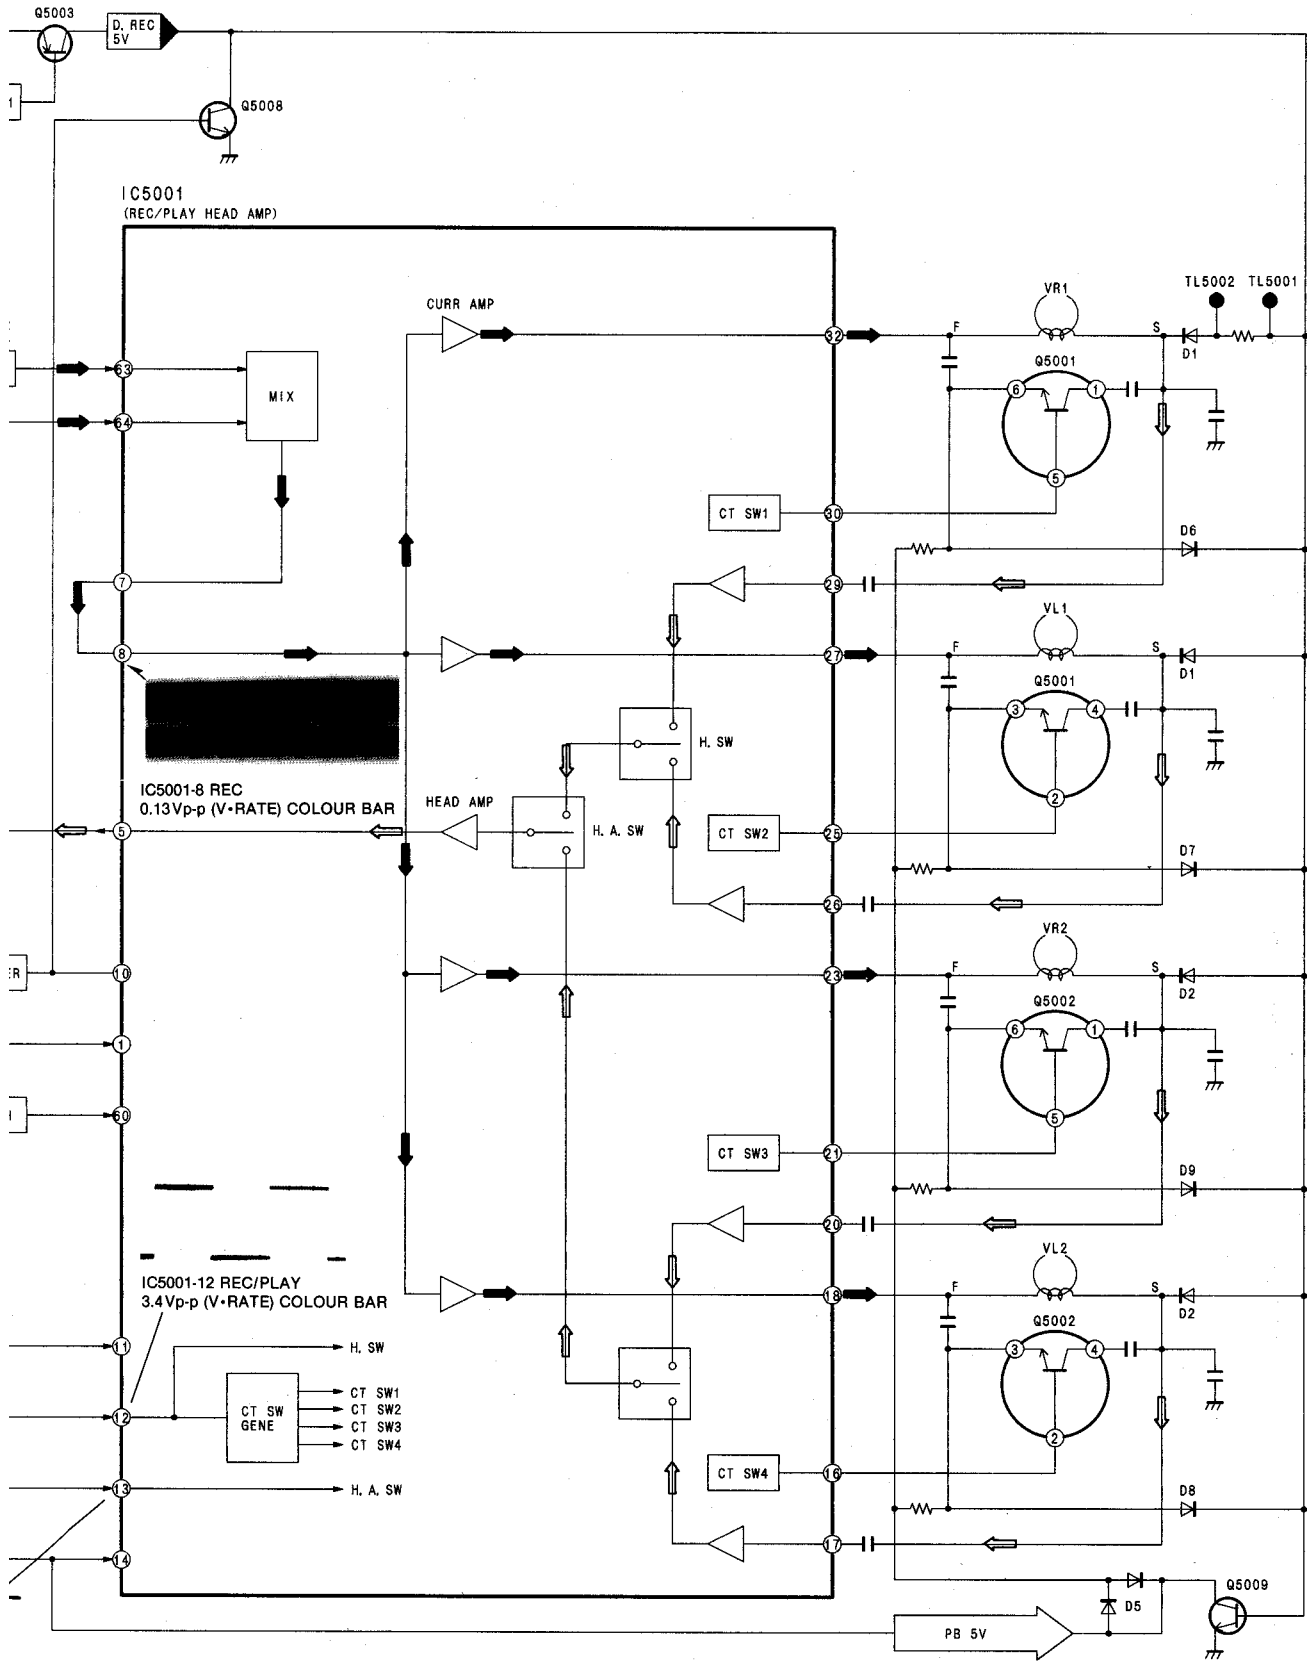 Q5003
D. REC
5V
1
Q5008
IC5001
(REC/PLAY HEAD AMP)
CURR AMP
VR1
TL5002 TL5001
32
F
S
D1
63
MIX
Q5001
6
1
64
5
CT SW1
30
D6
7
29
VL1
8
27
F
S
D1
Q5001
3
4
H. SW
IC5001-8 REC
0.13Vp-p (V•RATE) COLOUR BAR
2
HEAD AMP
5
H. A. SW
CT SW2
25
D7
26
VR2
ER
10
23
F
S
D2
Q5002
6
1
1
60
5
CT SW3
21
D9
20
VL2
IC5001-12 REC/PLAY
3.4Vp-p (V•RATE) COLOUR BAR
18
F
S
D2
Q5002
11
H. SW
3
4
CT SW
GENE
CT SW1
CT SW2
CT SW3
CT SW4
12
2
CT SW4
16
13
H. A. SW
D8
17
14
D5
Q5009
PB 5V